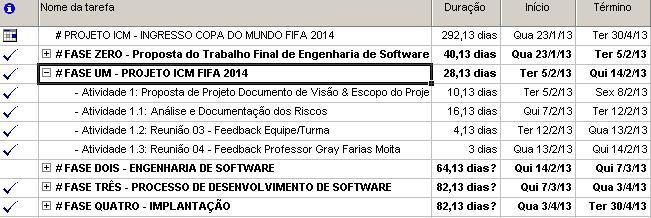 Nome da tarefa Duração Início Término
# PROJETO ICM - INGRESSO COPA DO MUNDO FIFA 2014 292,13 dias Qua 23/1/13 Ter 30/4/13
# FASE ZERO - Proposta do Trabalho Final de Engenharia de Software 40,13 dias Qua 23/1/13 Ter 5/2/13
# FASE UM - PROJETO ICM FIFA 2014 28,13 dias Ter 5/2/13 Qui 14/2/13
- Atividade 1: Proposta de Projeto Documento de Visão & Escopo do Proje 10,13 dias Ter 5/2/13 Sex 8/2/13
- Atividade 1.1: Análise e Documentação dos Riscos 16,13 dias Qui 7/2/13 Ter 12/2/13
- Atividade 1.2: Reunião 03 - Feedback Equipe/Turma 4,13 dias Ter 12/2/13 Qua 13/2/13
- Atividade 1.3: Reunião 04 - Feedback Professor Gray Farias Moita 3 dias Qua 13/2/13 Qui 14/2/13
# FASE DOIS - ENGENHARIA DE SOFTWARE 64,13 dias? Qui 14/2/13 Qui 7/3/13
# FASE TRÊS - PROCESSO DE DESENVOLVIMENTO DE SOFTWARE 82,13 dias? Qui 7/3/13 Qua 3/4/13
# FASE QUATRO - IMPLANTAÇÃO 82,13 dias? Qua 3/4/13 Ter 30/4/13